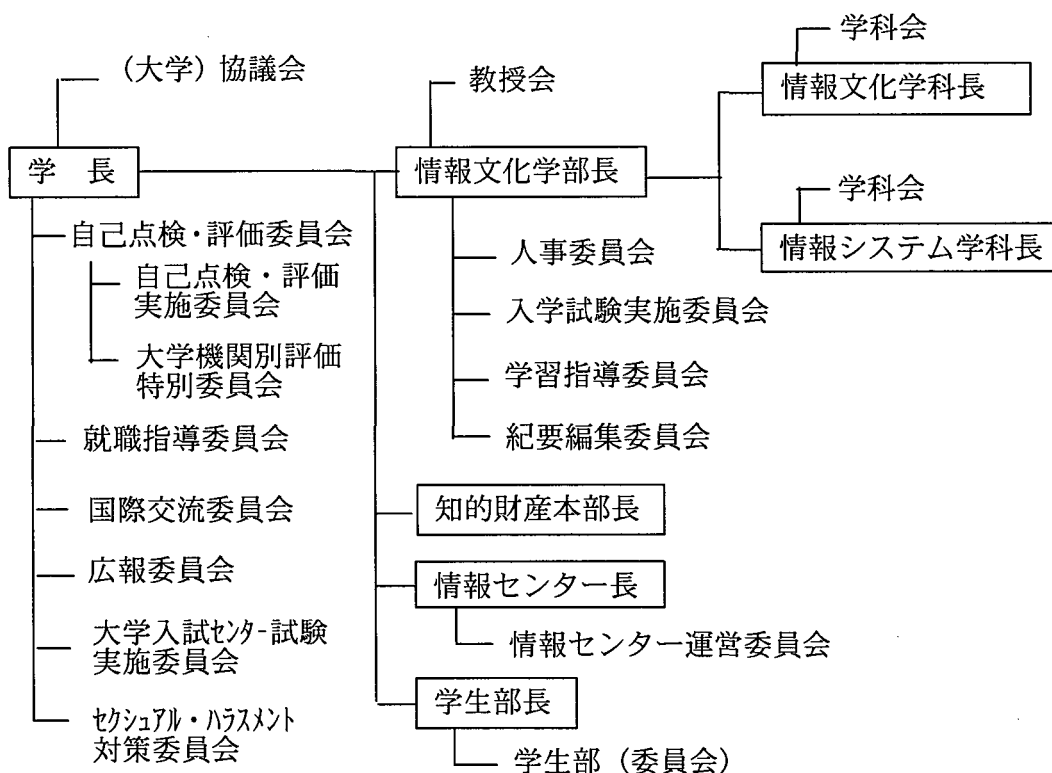 （大学）協議会
学　長
自己点検・評価委員会
自己点検・評価
実施委員会
大学機関別評価
特別委員会
就職指導委員会
国際交流委員会
広報委員会
大学入試ｾﾝﾀｰ試験
実施委員会
ｾｸｼｭｱﾙ・ﾊﾗｽﾒﾝﾄ
対策委員会
教授会
情報文化学部長
人事委員会
入学試験実施委員会
学習指導委員会
紀要編集委員会
知的財産本部長
情報センター長
情報センター運営委員会
学生部長
学生部（委員会）
学科会
情報文化学科長
学科会
情報システム学科長